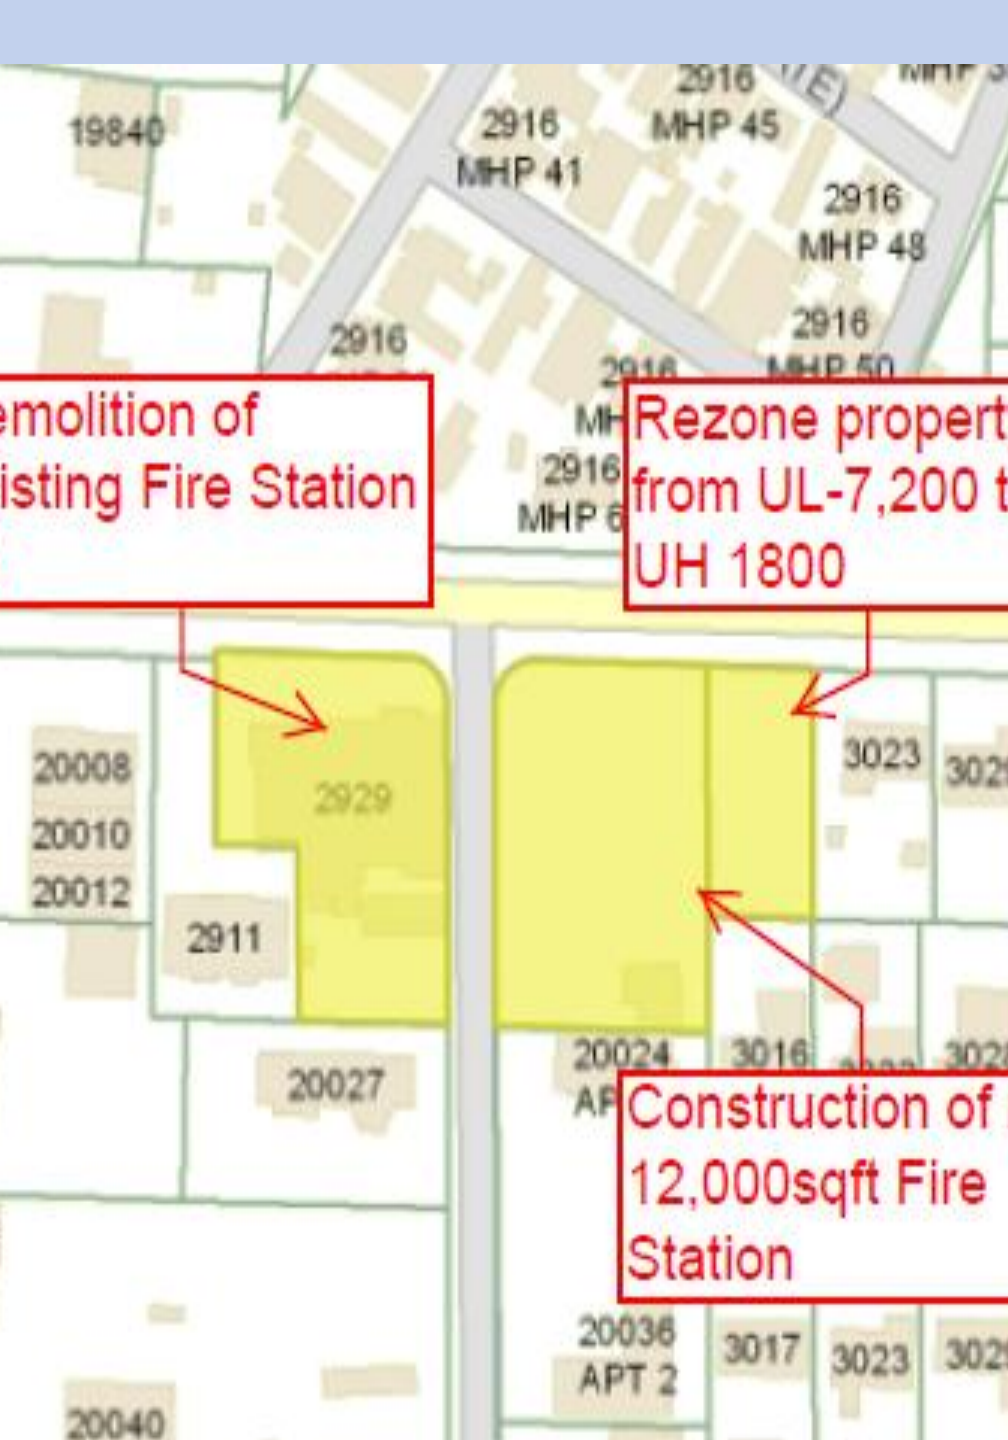 19840
2916
MHP 41
2916
MHP 45
2916
MHP 48
2916
2916
MHP 50
2916
2916
emolition of
isting Fire Station
Rezone propert
from UL-7,200 t
UH 1800
20008
20010
20012
2929
2911
3023
20027
20024
3016
Construction of
12,000sqft Fire
Station
20036
APT 2
3017
3023
20040